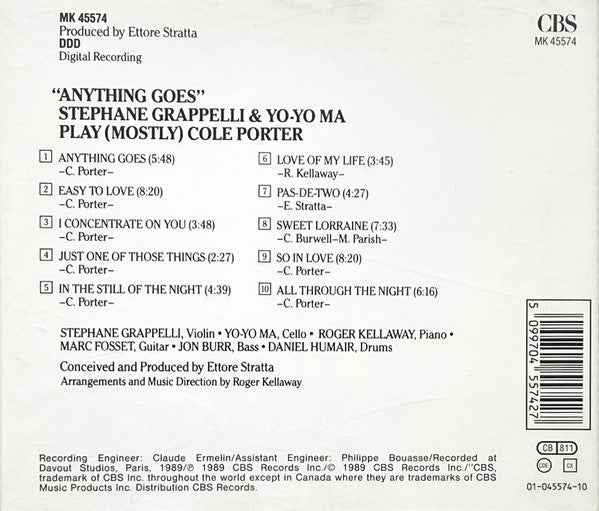 MK 45574
Produced by Ettore Stratta
DDD
Digital Recording
CBS
MK 45574
"ANYTHING GOES"
STEPHANE GRAPPELLI & YO-YO MA
PLAY (MOSTLY) COLE PORTER
1 ANYTHING GOES (5:48)
–C. Porter–
2 EASY TO LOVE (8:20)
–C. Porter–
3 I CONCENTRATE ON YOU (3:48)
–C. Porter–
4 JUST ONE OF THOSE THINGS (2:27)
–C. Porter–
5 IN THE STILL OF THE NIGHT (4:39)
–C. Porter–
6 LOVE OF MY LIFE (3:45)
–R. Kellaway–
7 PAS-DE-TWO (4:27)
–E. Stratta–
8 SWEET LORRAINE (7:33)
–C. Burwell–M. Parish–
9 SO IN LOVE (8:20)
–C. Porter–
10 ALL THROUGH THE NIGHT (6:16)
–C. Porter–
STEPHANE GRAPPELLI, Violin • YO-YO MA, Cello • ROGER KELLAWAY, Piano •
MARC FOSSET, Guitar • JON BURR, Bass • DANIEL HUMAIR, Drums
Conceived and Produced by Ettore Stratta
Arrangements and Music Direction by Roger Kellaway
Recording Engineer: Claude Ermelin/Assistant Engineer: Philippe Bouasse/Recorded at
Davout Studios, Paris, 1989/℗ 1989 CBS Records Inc./© 1989 CBS Records Inc./"CBS,
trademark of CBS Inc. throughout the world except in Canada where they are trademarks of CBS
Music Products Inc. Distribution CBS Records.
5 099704 557427
CB 811
CX
01-045574-10